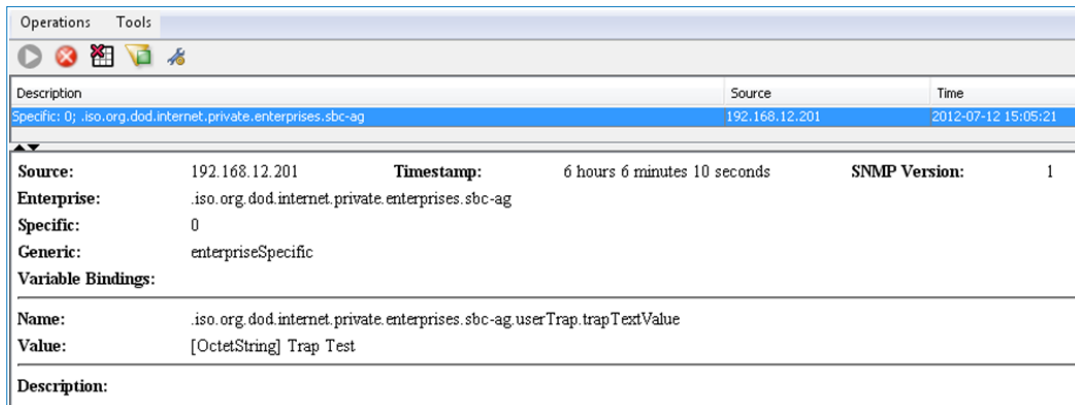 Operations Tools
Description Source Time
Specific: 0; .iso.org.dod.internet.private.enterprises.sbc-ag 192.168.12.201 2012-07-12 15:05:21
Source: 192.168.12.201 Timestamp: 6 hours 6 minutes 10 seconds SNMP Version: 1
Enterprise: .iso.org.dod.internet.private.enterprises.sbc-ag
Specific: 0
Generic: enterpriseSpecific
Variable Bindings:
Name: .iso.org.dod.internet.private.enterprises.sbc-ag.userTrap.trapTextValue
Value: [OctetString] Trap Test
Description: